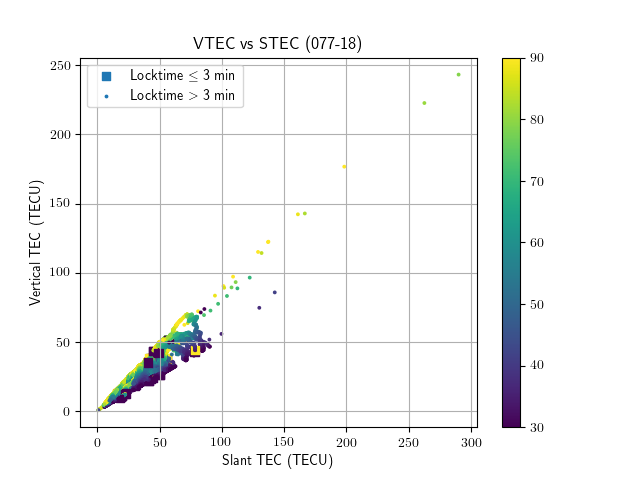 VTEC vs STEC (077-18)
Locktime ≤ 3 min
Locktime > 3 min
Vertical TEC (TECU)
250
200
150
100
50
0
0 50 100 150 200 250 300
Slant TEC (TECU)
90
80
70
60
50
40
30